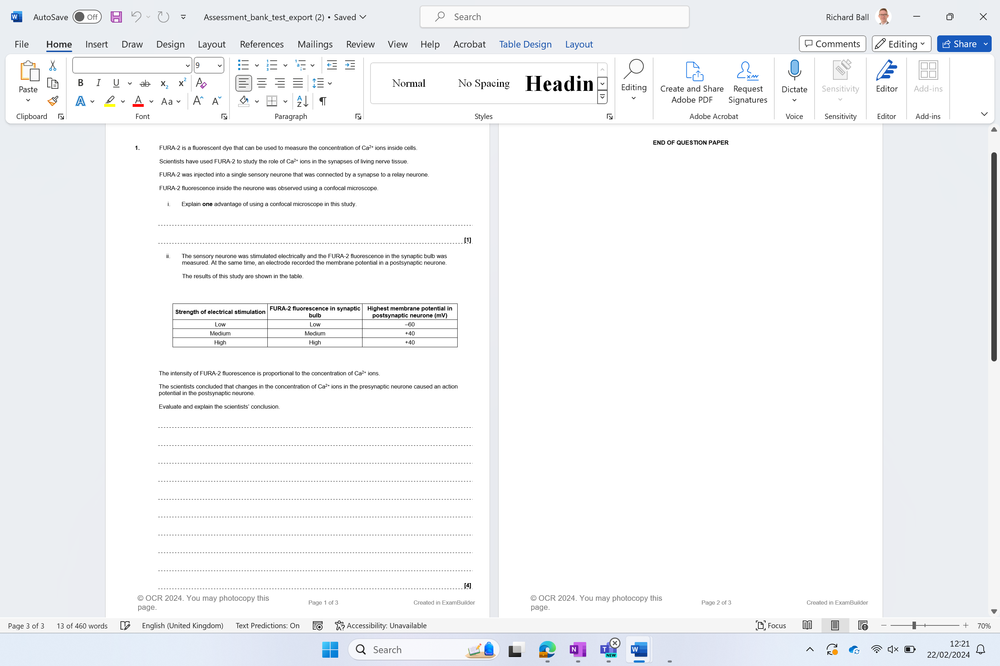 AutoSave Off Assessment_bank_test_export (2) • Saved Search Richard Ball
File Home Insert Draw Design Layout References Mailings Review View Help Acrobat Table Design Layout Comments Editing Share
Paste 9 Normal No Spacing Headin Editing Create and Share Adobe PDF Request Signatures Dictate Sensitivity Editor Add-ins
Clipboard Font Paragraph Styles Adobe Acrobat Voice Sensitivity Editor Add-ins
1. FURA-2 is a fluorescent dye that can be used to measure the concentration of Ca²⁺ ions inside cells.
Scientists have used FURA-2 to study the role of Ca²⁺ ions in the synapses of living nerve tissue.
FURA-2 was injected into a single sensory neurone that was connected by a synapse to a relay neurone.
FURA-2 fluorescence inside the neurone was observed using a confocal microscope.
i. Explain one advantage of using a confocal microscope in this study.
[1]
ii. The sensory neurone was stimulated electrically and the FURA-2 fluorescence in the synaptic bulb was
measured. At the same time, an electrode recorded the membrane potential in a postsynaptic neurone.
The results of this study are shown in the table.
Strength of electrical stimulation FURA-2 fluorescence in synaptic bulb Highest membrane potential in postsynaptic neurone (mV)
Low Low –60
Medium Medium +40
High High +40
The intensity of FURA-2 fluorescence is proportional to the concentration of Ca²⁺ ions.
The scientists concluded that changes in the concentration of Ca²⁺ ions in the presynaptic neurone caused an action
potential in the postsynaptic neurone.
Evaluate and explain the scientists' conclusion.
[4]
© OCR 2024. You may photocopy this
page.
Page 1 of 3
Created in ExamBuilder
END OF QUESTION PAPER
© OCR 2024. You may photocopy this
page.
Page 2 of 3
Created in ExamBuilder
Page 3 of 3 13 of 460 words English (United Kingdom) Text Predictions: On Accessibility: Unavailable Focus 70%
Search NEW 12:21
22/02/2024